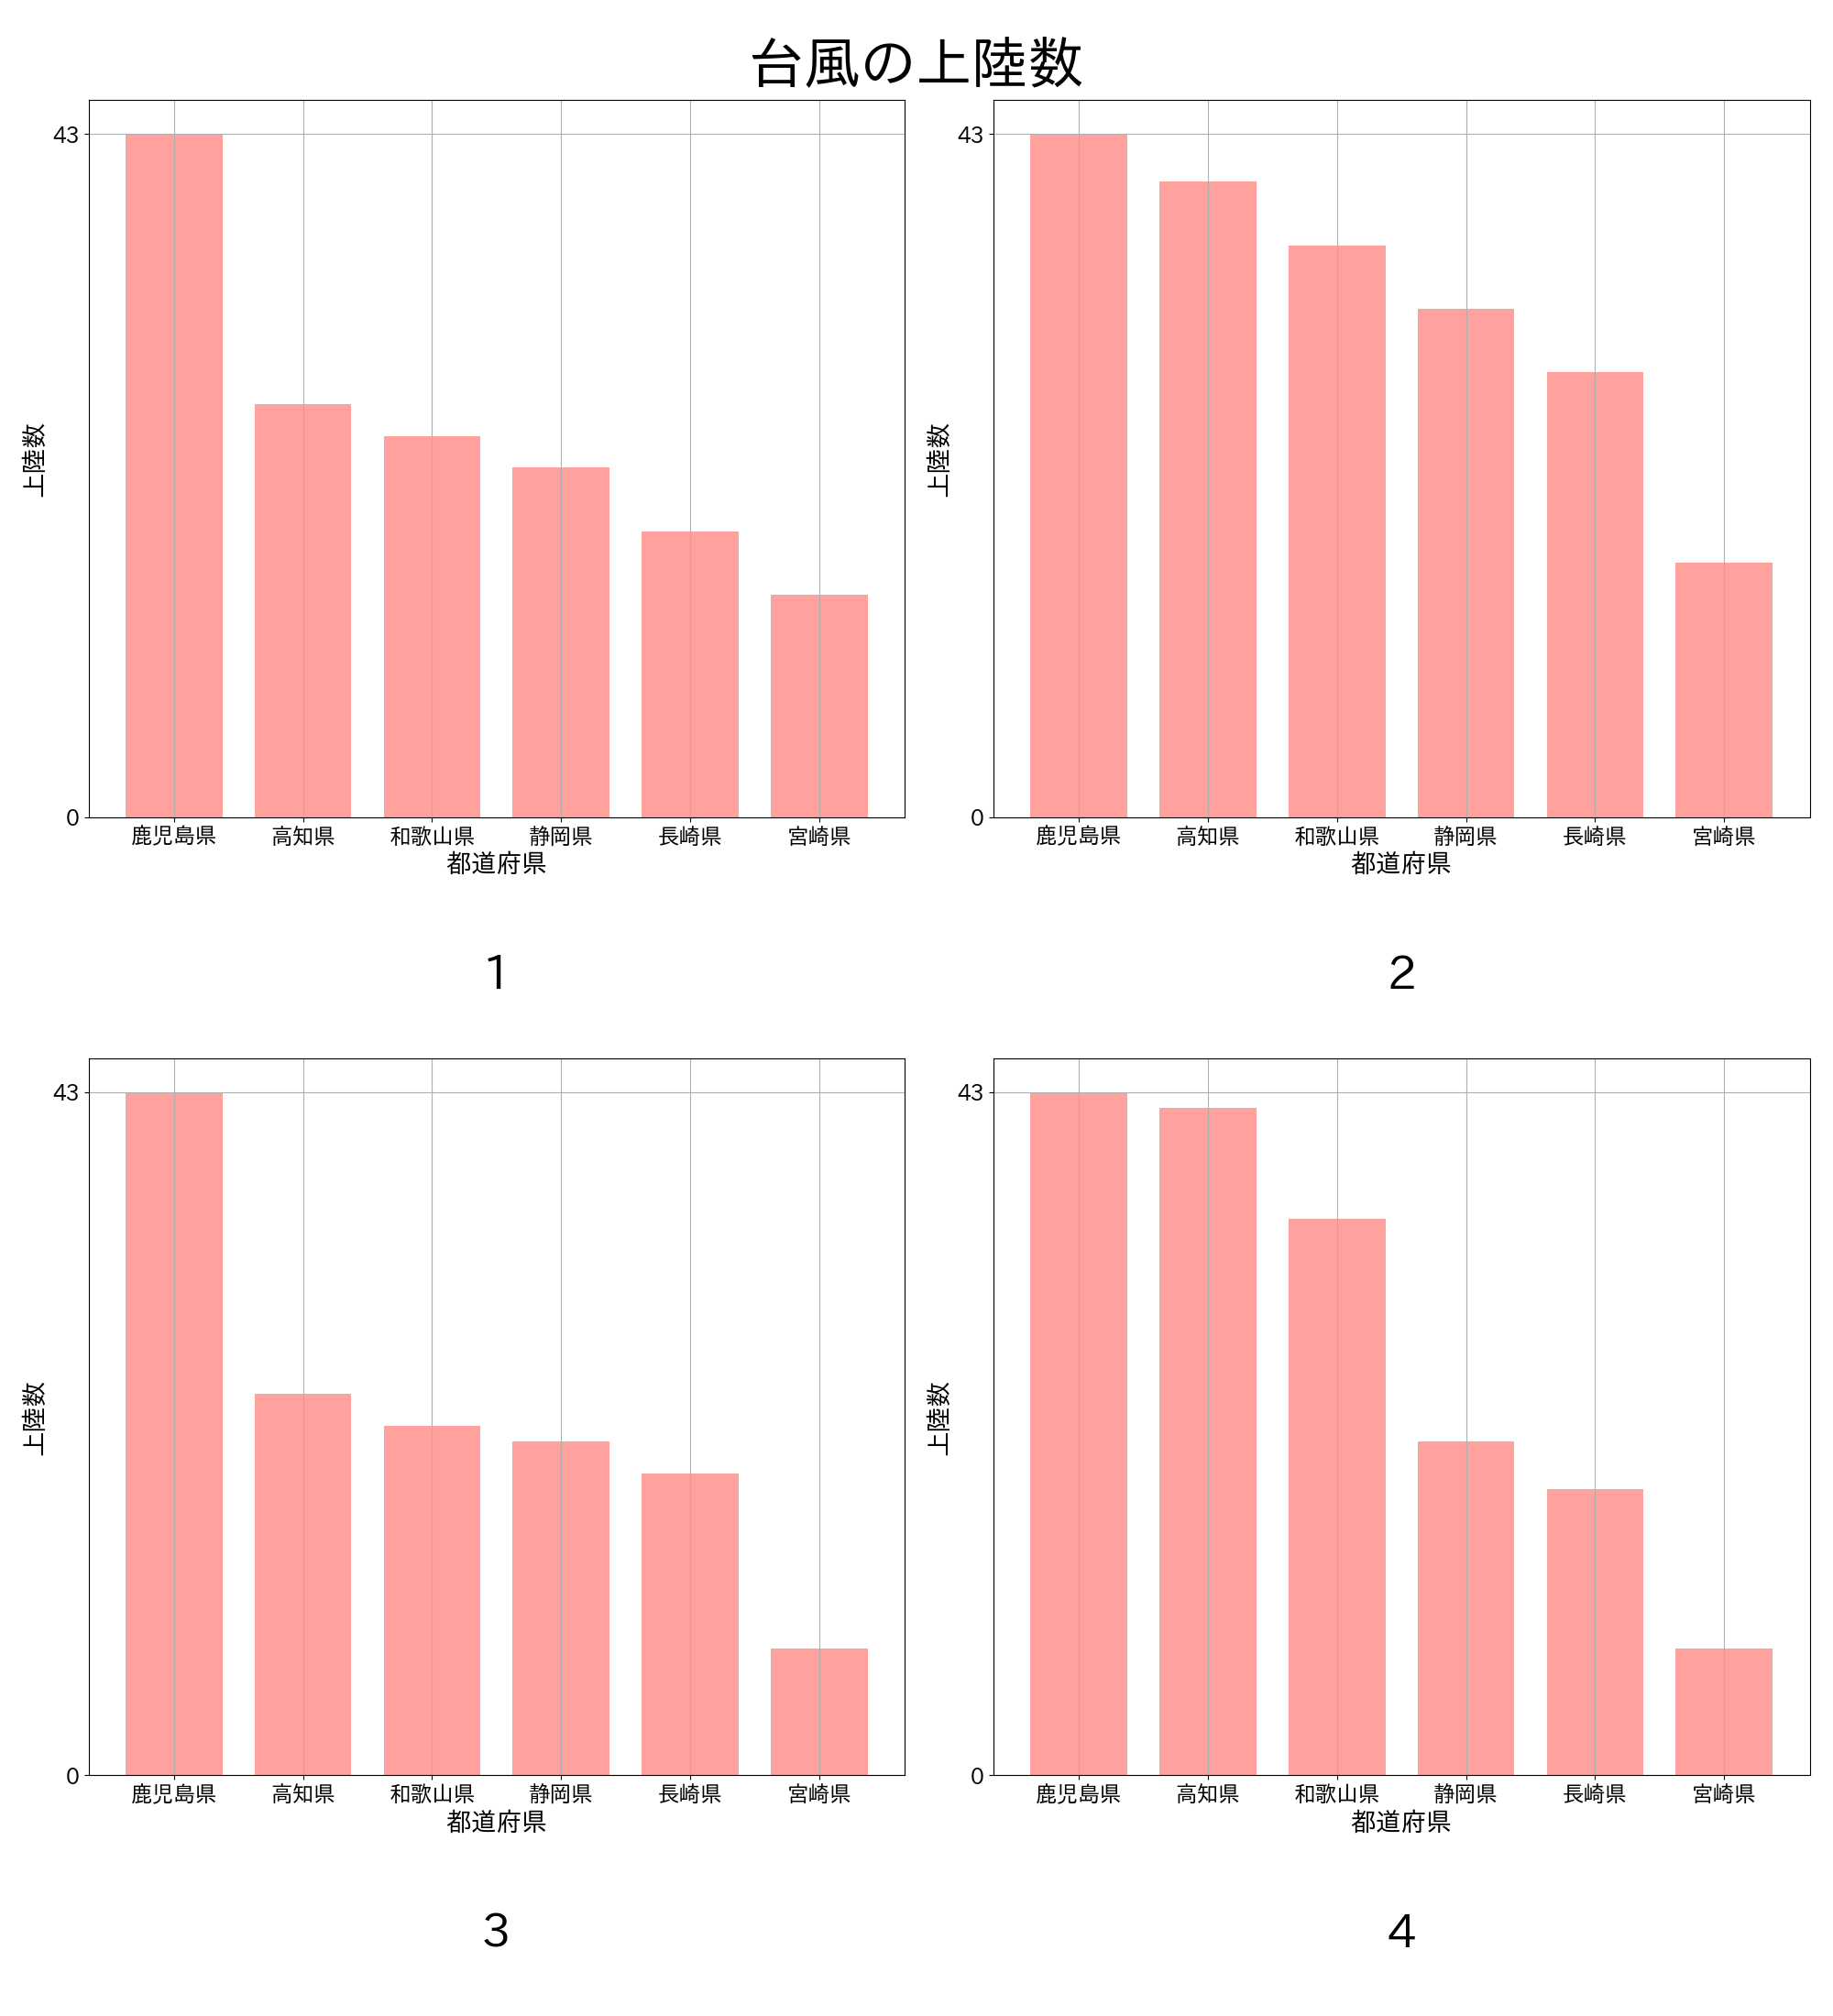 台風の上陸数
43
0
上陸数
鹿児島県 高知県 和歌山県 静岡県 長崎県 宮崎県
都道府県
1
43
0
上陸数
鹿児島県 高知県 和歌山県 静岡県 長崎県 宮崎県
都道府県
2
43
0
上陸数
鹿児島県 高知県 和歌山県 静岡県 長崎県 宮崎県
都道府県
3
43
0
上陸数
鹿児島県 高知県 和歌山県 静岡県 長崎県 宮崎県
都道府県
4